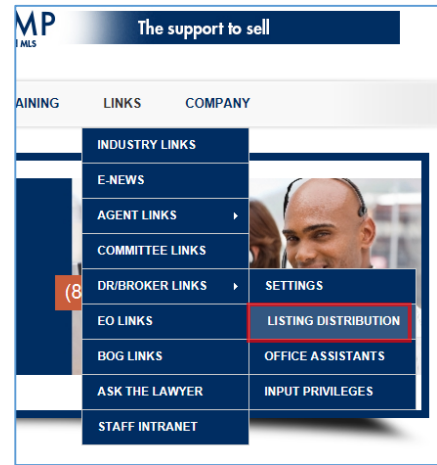 MP
MLS
The support to sell
AINING LINKS COMPANY
INDUSTRY LINKS
E-NEWS
AGENT LINKS
COMMITTEE LINKS
DR/BROKER LINKS
EO LINKS
BOG LINKS
ASK THE LAWYER
STAFF INTRANET
(8
SETTINGS
LISTING DISTRIBUTION
OFFICE ASSISTANTS
INPUT PRIVILEGES